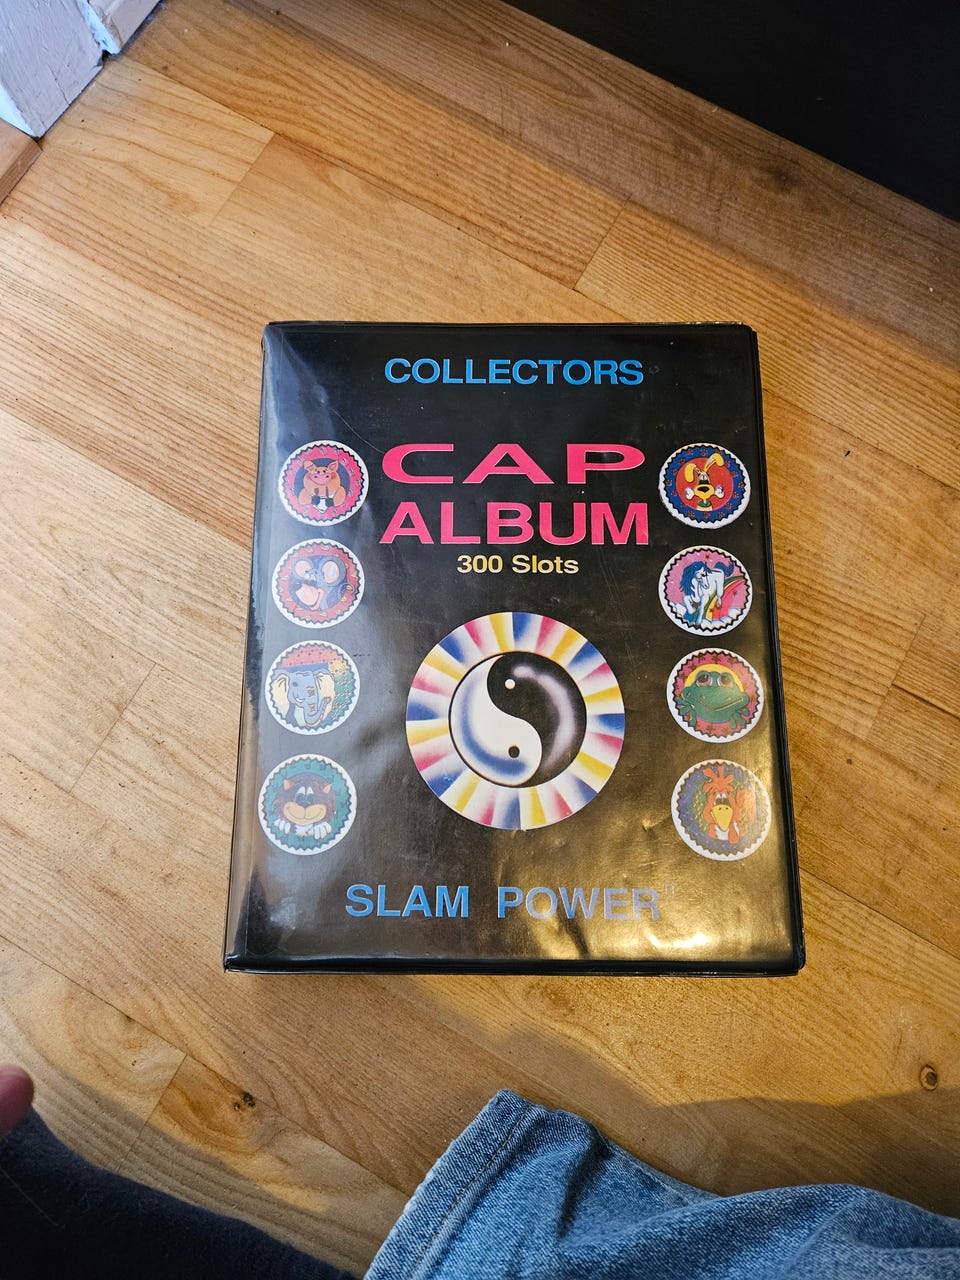 COLLECTORS
CAP
ALBUM
300 Slots
SLAM POWER